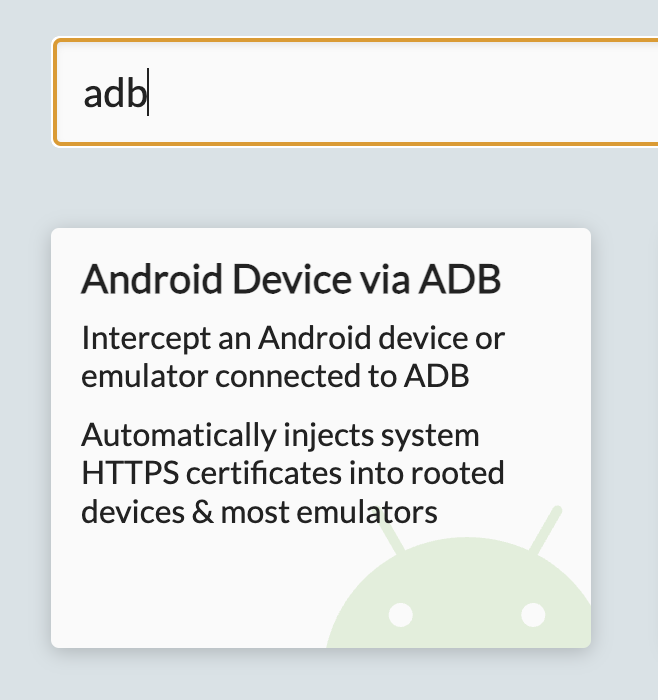 adb
Android Device via ADB
Intercept an Android device or
emulator connected to ADB
Automatically injects system
HTTPS certificates into rooted
devices & most emulators